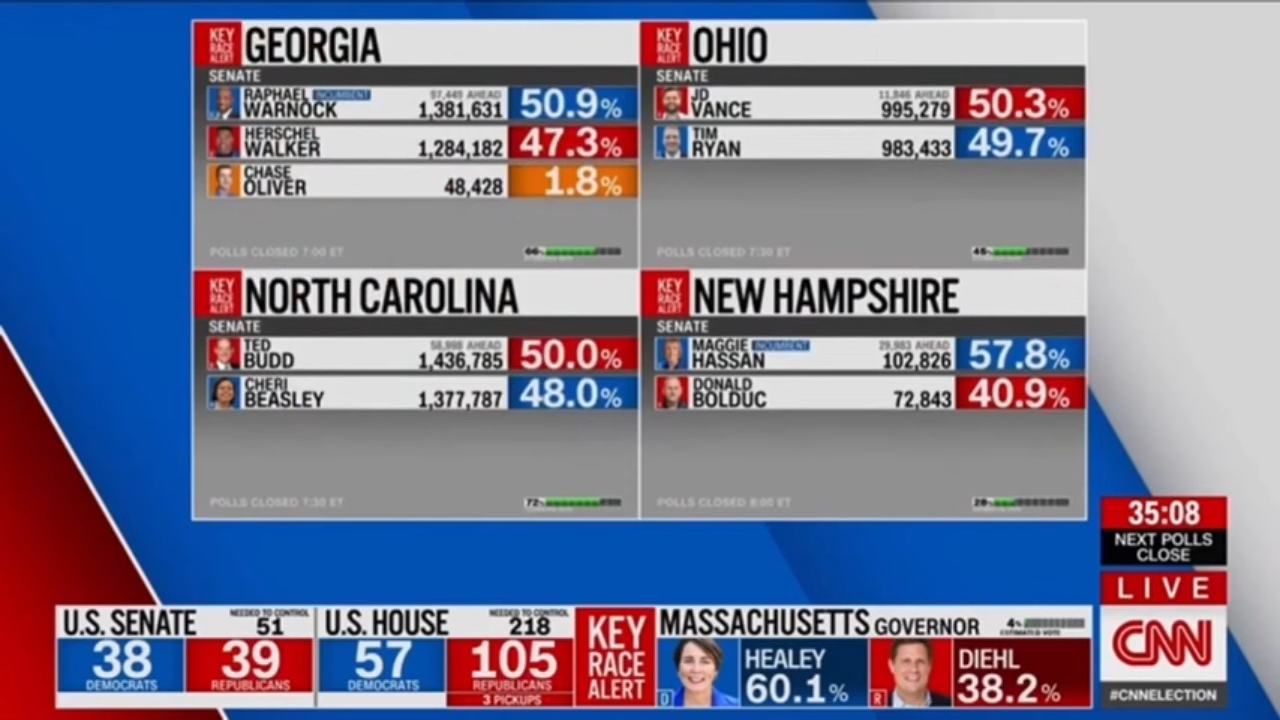 KEY RACE ALERT
GEORGIA
SENATE
RAPHAEL INCUMBENT 97,449 AHEAD
WARNOCK 1,381,631 50.9%
HERSCHEL
WALKER 1,284,182 47.3%
CHASE
OLIVER 48,428 1.8%
POLLS CLOSED 7:00 ET 66%
KEY RACE ALERT
OHIO
SENATE
JD 11,846 AHEAD
VANCE 995,279 50.3%
TIM
RYAN 983,433 49.7%
POLLS CLOSED 7:30 ET
KEY RACE ALERT
NORTH CAROLINA
SENATE
TED 58,998 AHEAD
BUDD 1,436,785 50.0%
CHERI
BEASLEY 1,377,787 48.0%
POLLS CLOSED 7:30 ET 72%
KEY RACE ALERT
NEW HAMPSHIRE
SENATE
MAGGIE INCUMBENT 29,983 AHEAD
HASSAN 102,826 57.8%
DONALD
BOLDUC 72,843 40.9%
POLLS CLOSED 8:00 ET
35:08
NEXT POLLS
CLOSE
LIVE
CNN
#CNNELECTION
U.S. SENATE NEEDED TO CONTROL 51
38 DEMOCRATS
39 REPUBLICANS
U.S. HOUSE NEEDED TO CONTROL 218
57 DEMOCRATS
105 REPUBLICANS
3 PICKUPS
KEY
RACE
ALERT
MASSACHUSETTS GOVERNOR 4% ESTIMATED VOTE
D HEALEY
60.1%
R DIEHL
38.2%